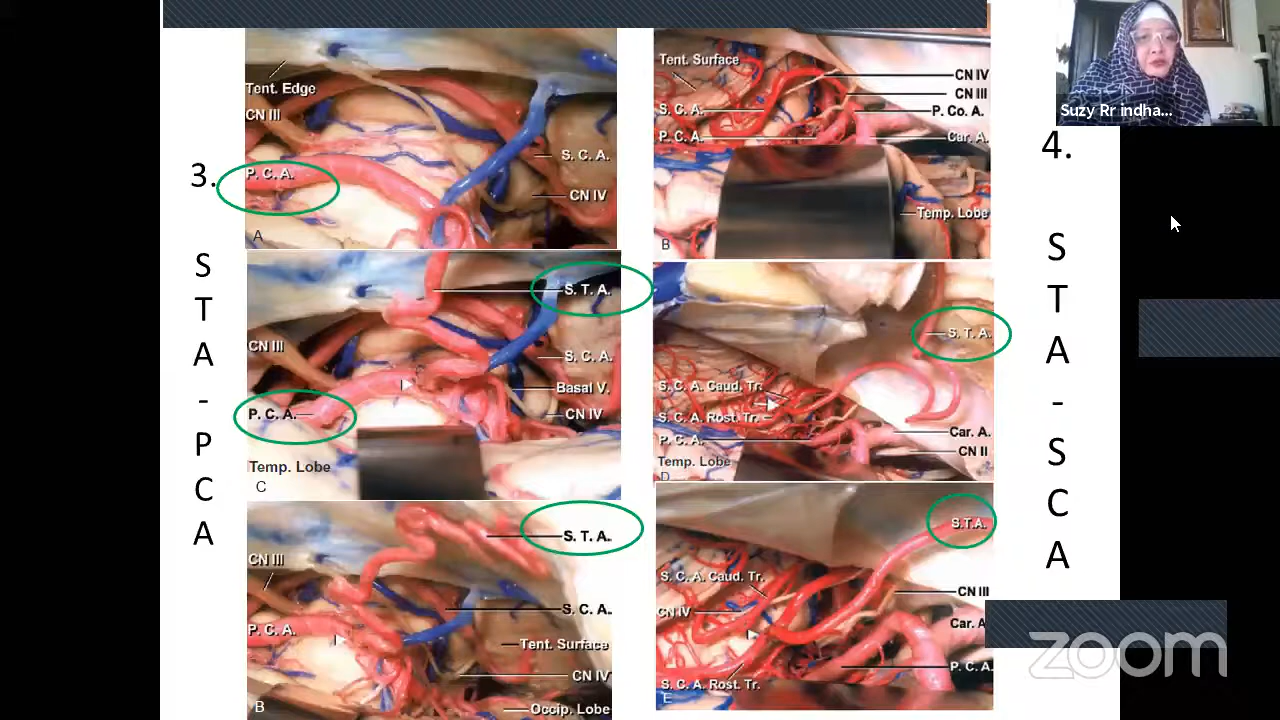 3.
S
T
A
-
P
C
A
Tent. Edge
CN III
P. C. A.
S. C. A.
CN IV
A
S. T. A.
CN III
S. C. A.
Basal V.
P. C. A.
CN IV
Temp. Lobe
C
S. T. A.
CN III
S. C. A.
P. C. A.
Tent. Surface
CN IV
B
Occip. Lobe
Tent. Surface
CN IV
CN III
S. C. A.
P. Co. A.
P. C. A.
Car. A.
Temp. Lobe
B
S. T. A.
S. C. A. Caud. Tr.
S. C. A. Rost. Tr.
Car. A.
P. C. A.
CN II
Temp. Lobe
D
S.T.A.
S. C. A. Caud. Tr.
CN III
CN IV
Car. A
P. C. A.
S. C. A. Rost. Tr.
E
4.
S
T
A
-
S
C
A
Suzy Rr indha...
zoom